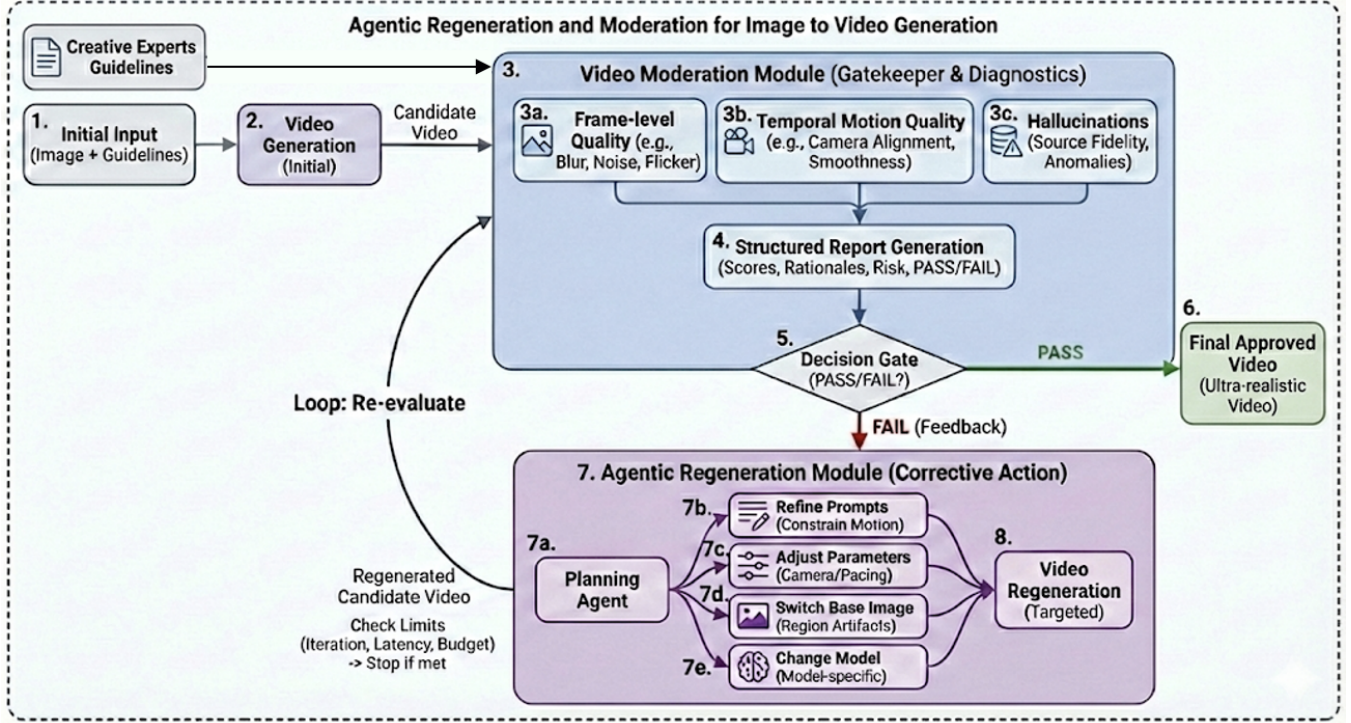 Agentic Regeneration and Moderation for Image to Video Generation
Creative Experts
Guidelines
1. Initial Input
(Image + Guidelines)
2. Video
Generation
(Initial)
Candidate
Video
3. Video Moderation Module (Gatekeeper & Diagnostics)
3a. Frame-level
Quality (e.g.,
Blur, Noise, Flicker)
3b. Temporal Motion Quality
(e.g., Camera Alignment,
Smoothness)
3c. Hallucinations
(Source Fidelity,
Anomalies)
4. Structured Report Generation
(Scores, Rationales, Risk, PASS/FAIL)
5. Decision Gate
(PASS/FAIL?)
PASS
6.
Final Approved
Video
(Ultra-realistic
Video)
FAIL (Feedback)
Loop: Re-evaluate
7. Agentic Regeneration Module (Corrective Action)
7a.
Planning
Agent
7b. Refine Prompts
(Constrain Motion)
7c. Adjust Parameters
(Camera/Pacing)
7d. Switch Base Image
(Region Artifacts)
7e. Change Model
(Model-specific)
8.
Video
Regeneration
(Targeted)
Regenerated
Candidate Video
Check Limits
(Iteration, Latency, Budget)
-> Stop if met